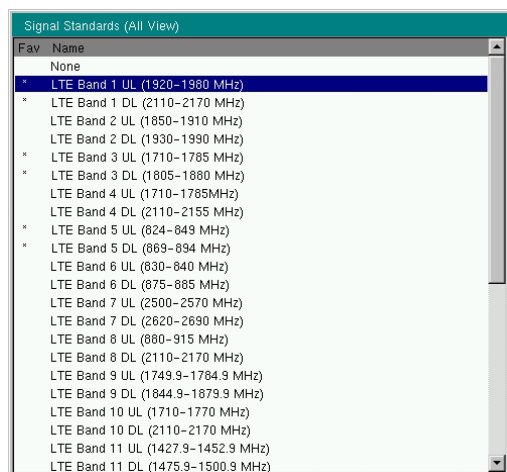 Signal Standards (All View)
Fav Name
None
* LTE Band 1 UL (1920-1980 MHz)
* LTE Band 1 DL (2110-2170 MHz)
LTE Band 2 UL (1850-1910 MHz)
LTE Band 2 DL (1930-1990 MHz)
* LTE Band 3 UL (1710-1785 MHz)
* LTE Band 3 DL (1805-1880 MHz)
LTE Band 4 UL (1710-1785MHz)
LTE Band 4 DL (2110-2155 MHz)
* LTE Band 5 UL (824-849 MHz)
* LTE Band 5 DL (869-894 MHz)
LTE Band 6 UL (830-840 MHz)
LTE Band 6 DL (875-885 MHz)
LTE Band 7 UL (2500-2570 MHz)
LTE Band 7 DL (2620-2690 MHz)
LTE Band 8 UL (880-915 MHz)
LTE Band 8 DL (2110-2170 MHz)
LTE Band 9 UL (1749.9-1784.9 MHz)
LTE Band 9 DL (1844.9-1879.9 MHz)
LTE Band 10 UL (1710-1770 MHz)
LTE Band 10 DL (2110-2170 MHz)
LTE Band 11 UL (1427.9-1452.9 MHz)
LTE Band 11 DL (1475.9-1500.9 MHz)